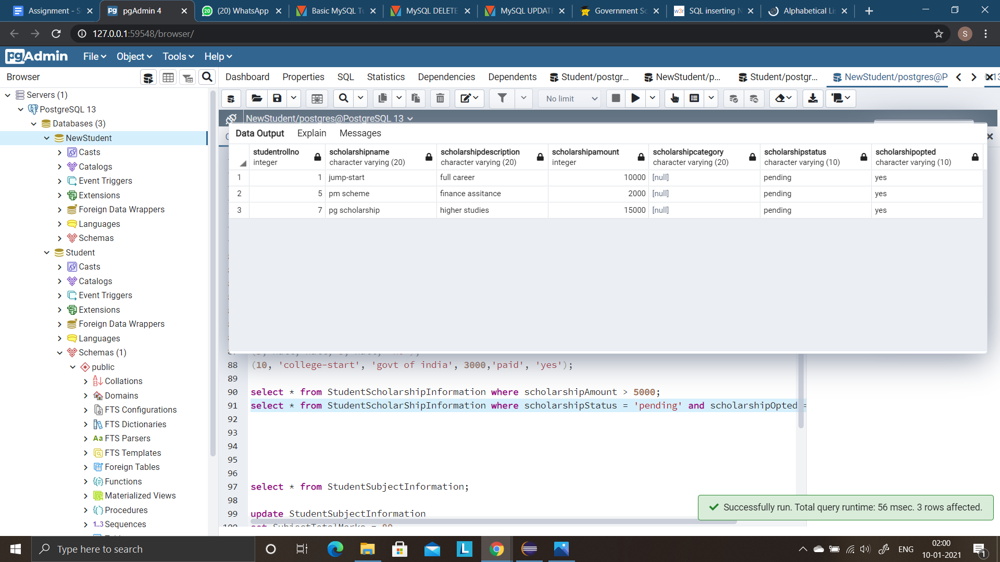 Assignment - S
pgAdmin 4
(20) WhatsApp
Basic MySQL Tu
MySQL DELETE
MySQL UPDATE
Government Sc
SQL inserting N
Alphabetical Lis
127.0.0.1:59548/browser/
S
pgAdmin
File
Object
Tools
Help
Browser
Dashboard
Properties
SQL
Statistics
Dependencies
Dependents
Student/postgr...
NewStudent/p...
Student/postgr...
NewStudent/postgres@P
No limit
NewStudent/postgres@PostgreSQL 13
Servers (1)
PostgreSQL 13
Databases (3)
NewStudent
Casts
Catalogs
Event Triggers
Extensions
Foreign Data Wrappers
Languages
Schemas
Student
Casts
Catalogs
Event Triggers
Extensions
Foreign Data Wrappers
Languages
Schemas (1)
public
Collations
Domains
FTS Configurations
FTS Dictionaries
FTS Parsers
FTS Templates
Foreign Tables
Functions
Materialized Views
Procedures
1..3 Sequences
Data Output Explain Messages
studentrollno scholarshipname scholarshipdescription scholarshipamount scholarshipcategory scholarshipstatus scholarshipopted
integer character varying (20) character varying (20) integer character varying (20) character varying (10) character varying (10)
1 1 jump-start full career 10000 [null] pending yes
2 5 pm scheme finance assitance 2000 [null] pending yes
3 7 pg scholarship higher studies 15000 [null] pending yes
88 (10, 'college-start', 'govt of india', 3000,'paid', 'yes');
89
90 select * from StudentScholarshipInformation where scholarshipAmount > 5000;
91 select * from StudentScholarShipInformation where scholarshipStatus = 'pending' and scholarshipOpted =
92
93
94
95
96
97 select * from StudentSubjectInformation;
98
99 update StudentSubjectInformation
Successfully run. Total query runtime: 56 msec. 3 rows affected.
Type here to search
ENG
02:00
10-01-2021
1